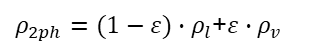 ρ₂ₚₕ = (1 − ε) · ρₗ+ε · ρᵥ